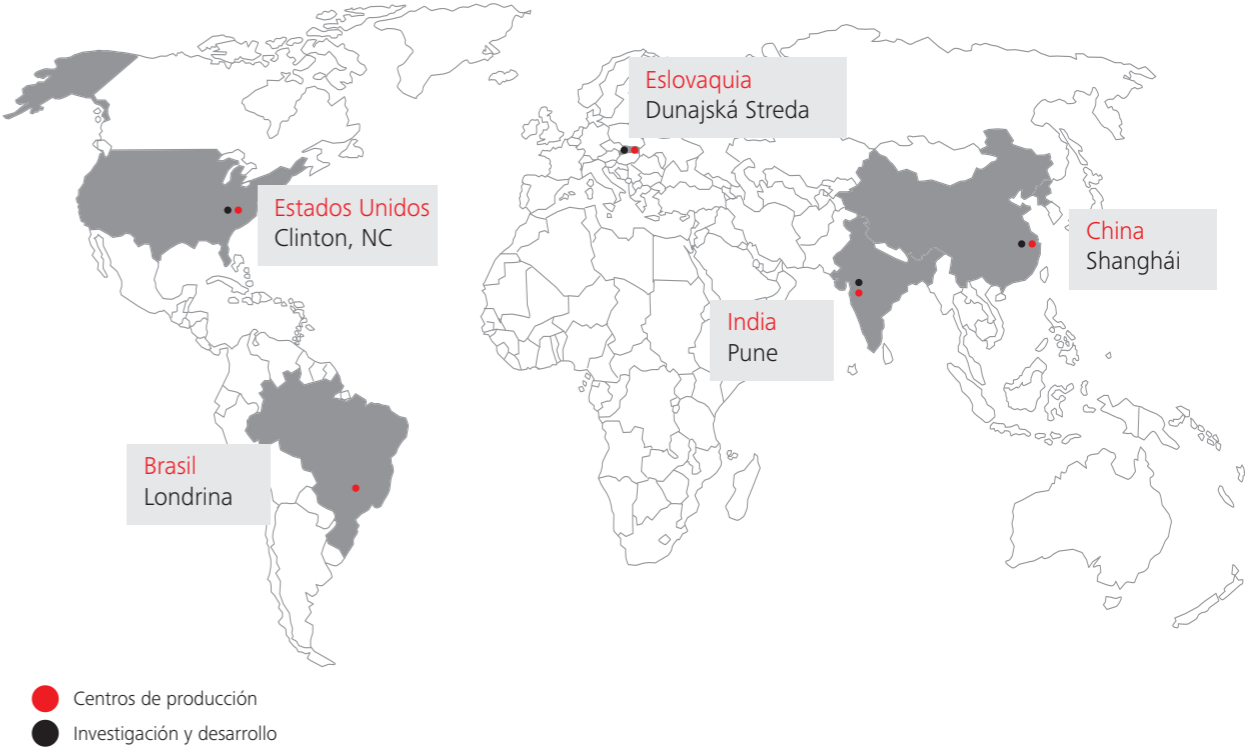 Eslovaquia
Dunajská Streda
Estados Unidos
Clinton, NC
China
Shanghái
India
Pune
Brasil
Londrina
Centros de producción
Investigación y desarrollo